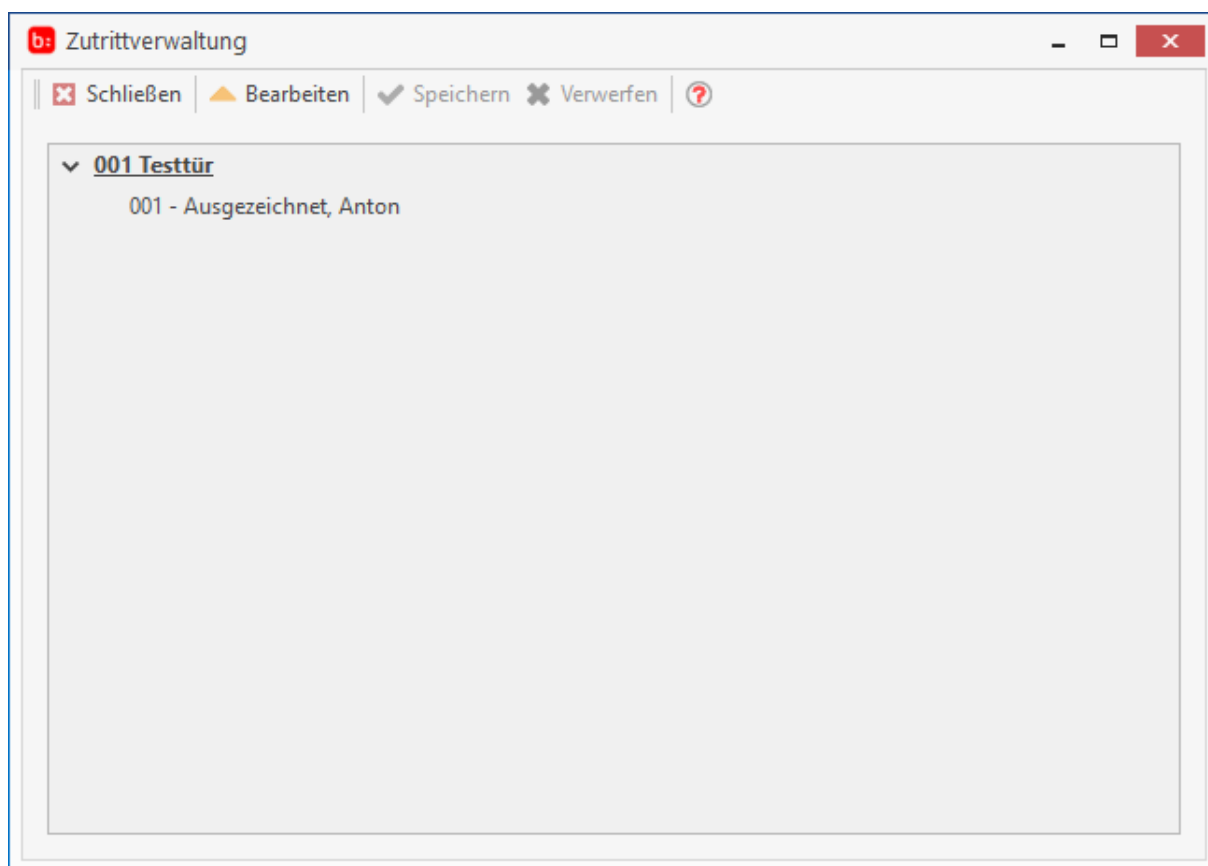 b: Zutrittverwaltung
Schließen Bearbeiten Speichern Verwerfen ?
001 Testtür
001 - Ausgezeichnet, Anton